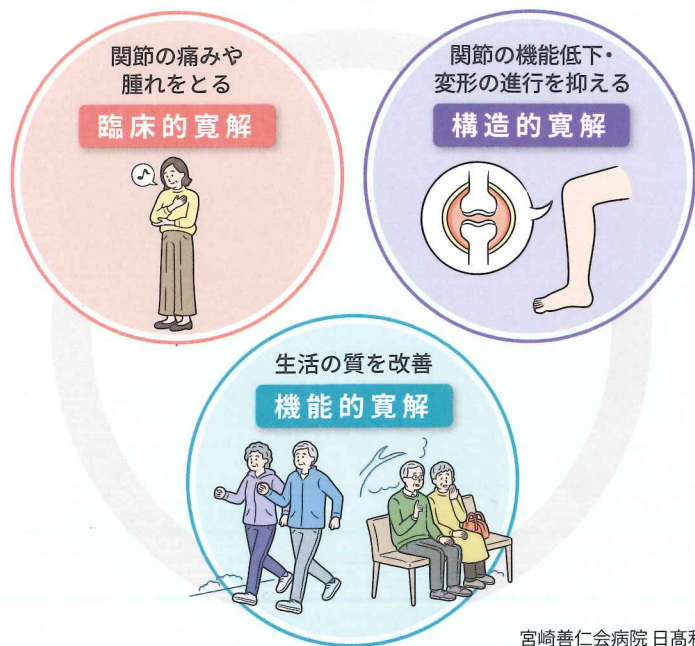 関節の痛みや
腫れをとる
臨床的寛解
関節の機能低下・
変形の進行を抑える
構造的寛解
生活の質を改善
機能的寛解
宮崎善仁会病院 日髙利